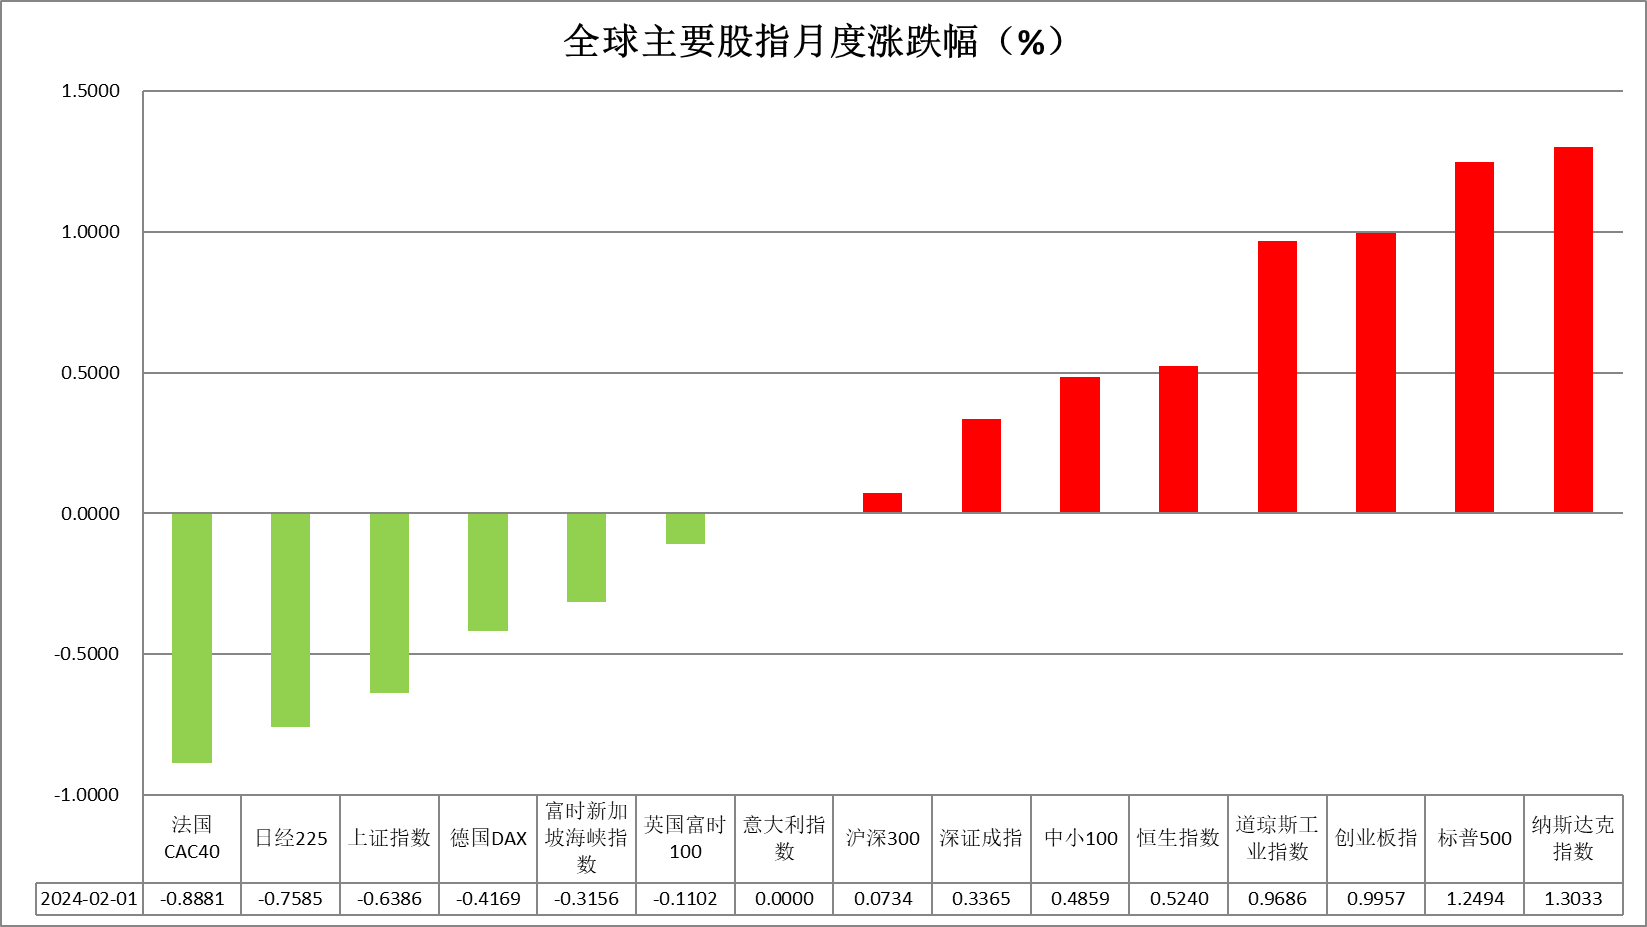 全球主要股指月度涨跌幅（%）
1.5000
1.0000
0.5000
0.0000
-0.5000
-1.0000
法国
CAC40
日经225
上证指数
德国DAX
富时新加
坡海峡指
数
英国富时
100
意大利指
数
沪深300
深证成指
中小100
恒生指数
道琼斯工
业指数
创业板指
标普500
纳斯达克
指数
2024-02-01 -0.8881 -0.7585 -0.6386 -0.4169 -0.3156 -0.1102 0.0000 0.0734 0.3365 0.4859 0.5240 0.9686 0.9957 1.2494 1.3033